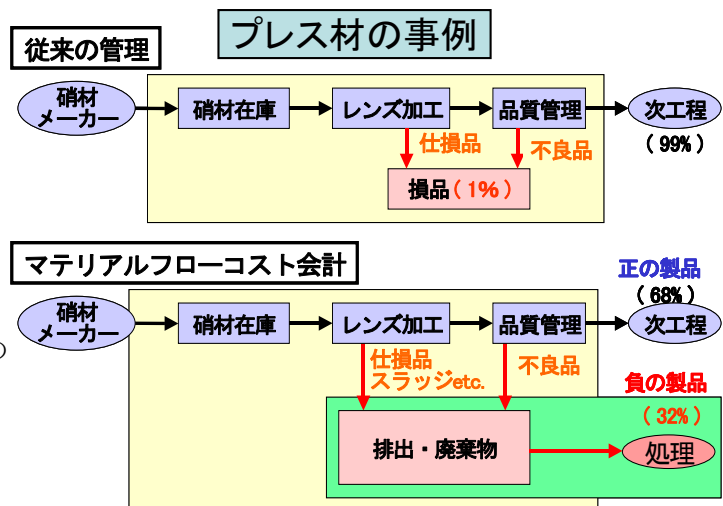 プレス材の事例
従来の管理
硝材
メーカー
硝材在庫
レンズ加工
品質管理
次工程
(99%)
仕損品
不良品
損品(1%)
マテリアルフローコスト会計
正の製品
(68%)
硝材
メーカー
硝材在庫
レンズ加工
品質管理
次工程
の
仕損品
スラッジetc.
不良品
負の製品
(32%)
排出・廃棄物
処理